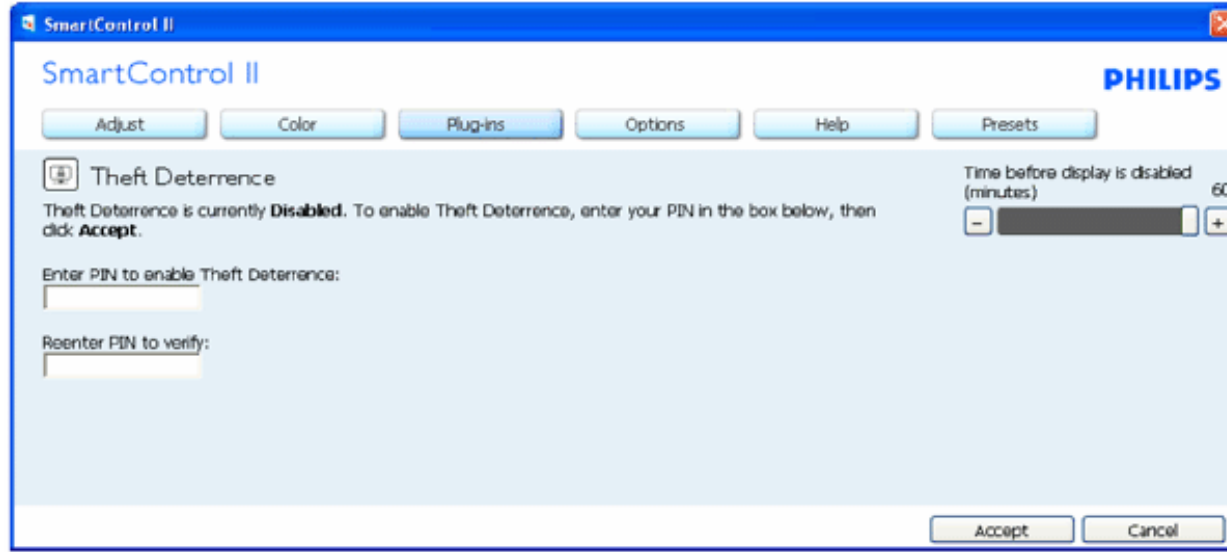 SmartControl II
SmartControl II
PHILIPS
Adjust Color Plug-ins Options Help Presets
Theft Deterrence
Theft Deterrence is currently Disabled. To enable Theft Deterrence, enter your PIN in the box below, then
click Accept.
Time before display is disabled
(minutes) 60
- +
Enter PIN to enable Theft Deterrence:
Reenter PIN to verify:
Accept Cancel